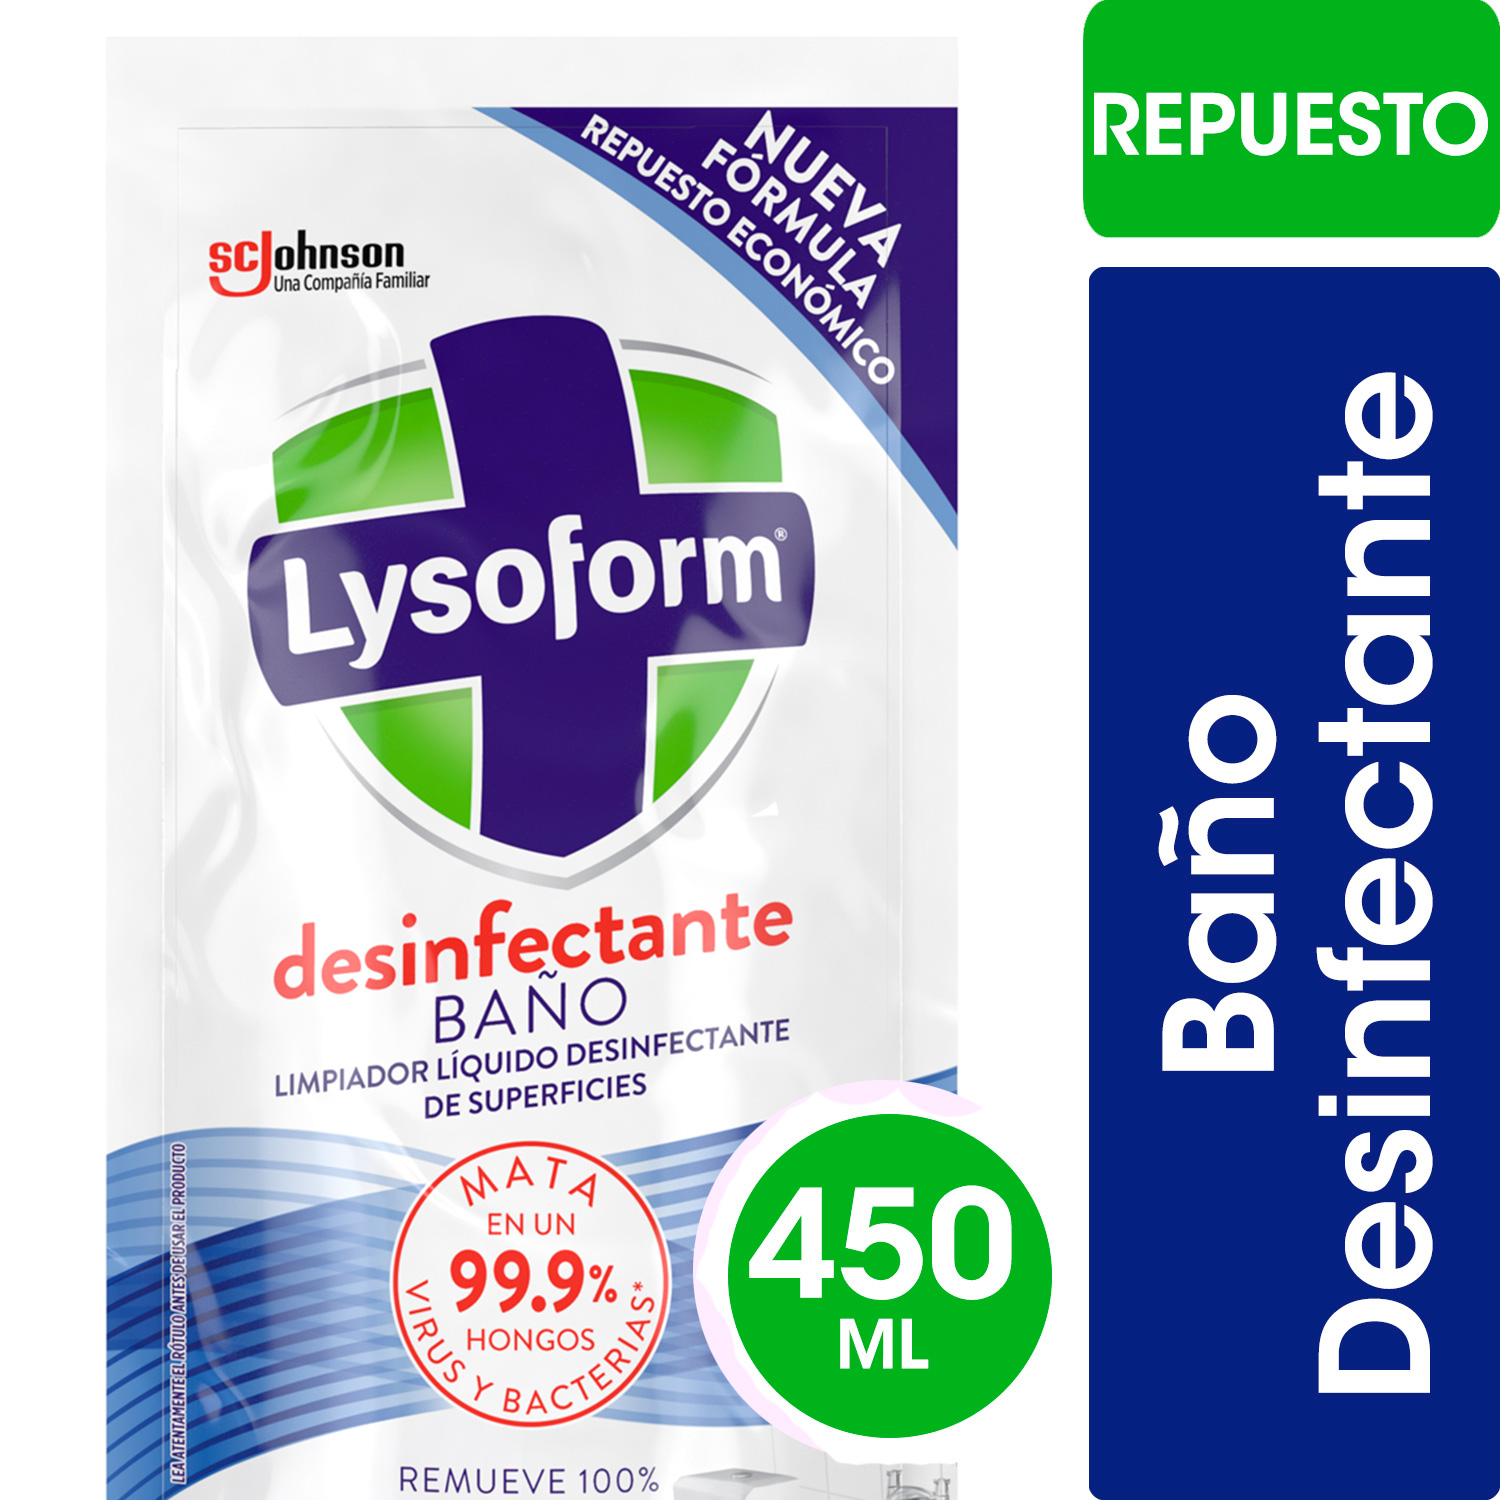 REPUESTO
NUEVA
FÓRMULA
REPUESTO ECONÓMICO
scJohnson
Una Compañía Familiar
Lysoform®
desinfectante
BAÑO
LIMPIADOR LÍQUIDO DESINFECTANTE
DE SUPERFICIES
MATA
EN UN
99.9%
HONGOS
VIRUS Y BACTERIAS*
REMUEVE 100%
LEA ATENTAMENTE EL RÓTULO ANTES DE USAR EL PRODUCTO
450
ML
Baño
Desinfectante